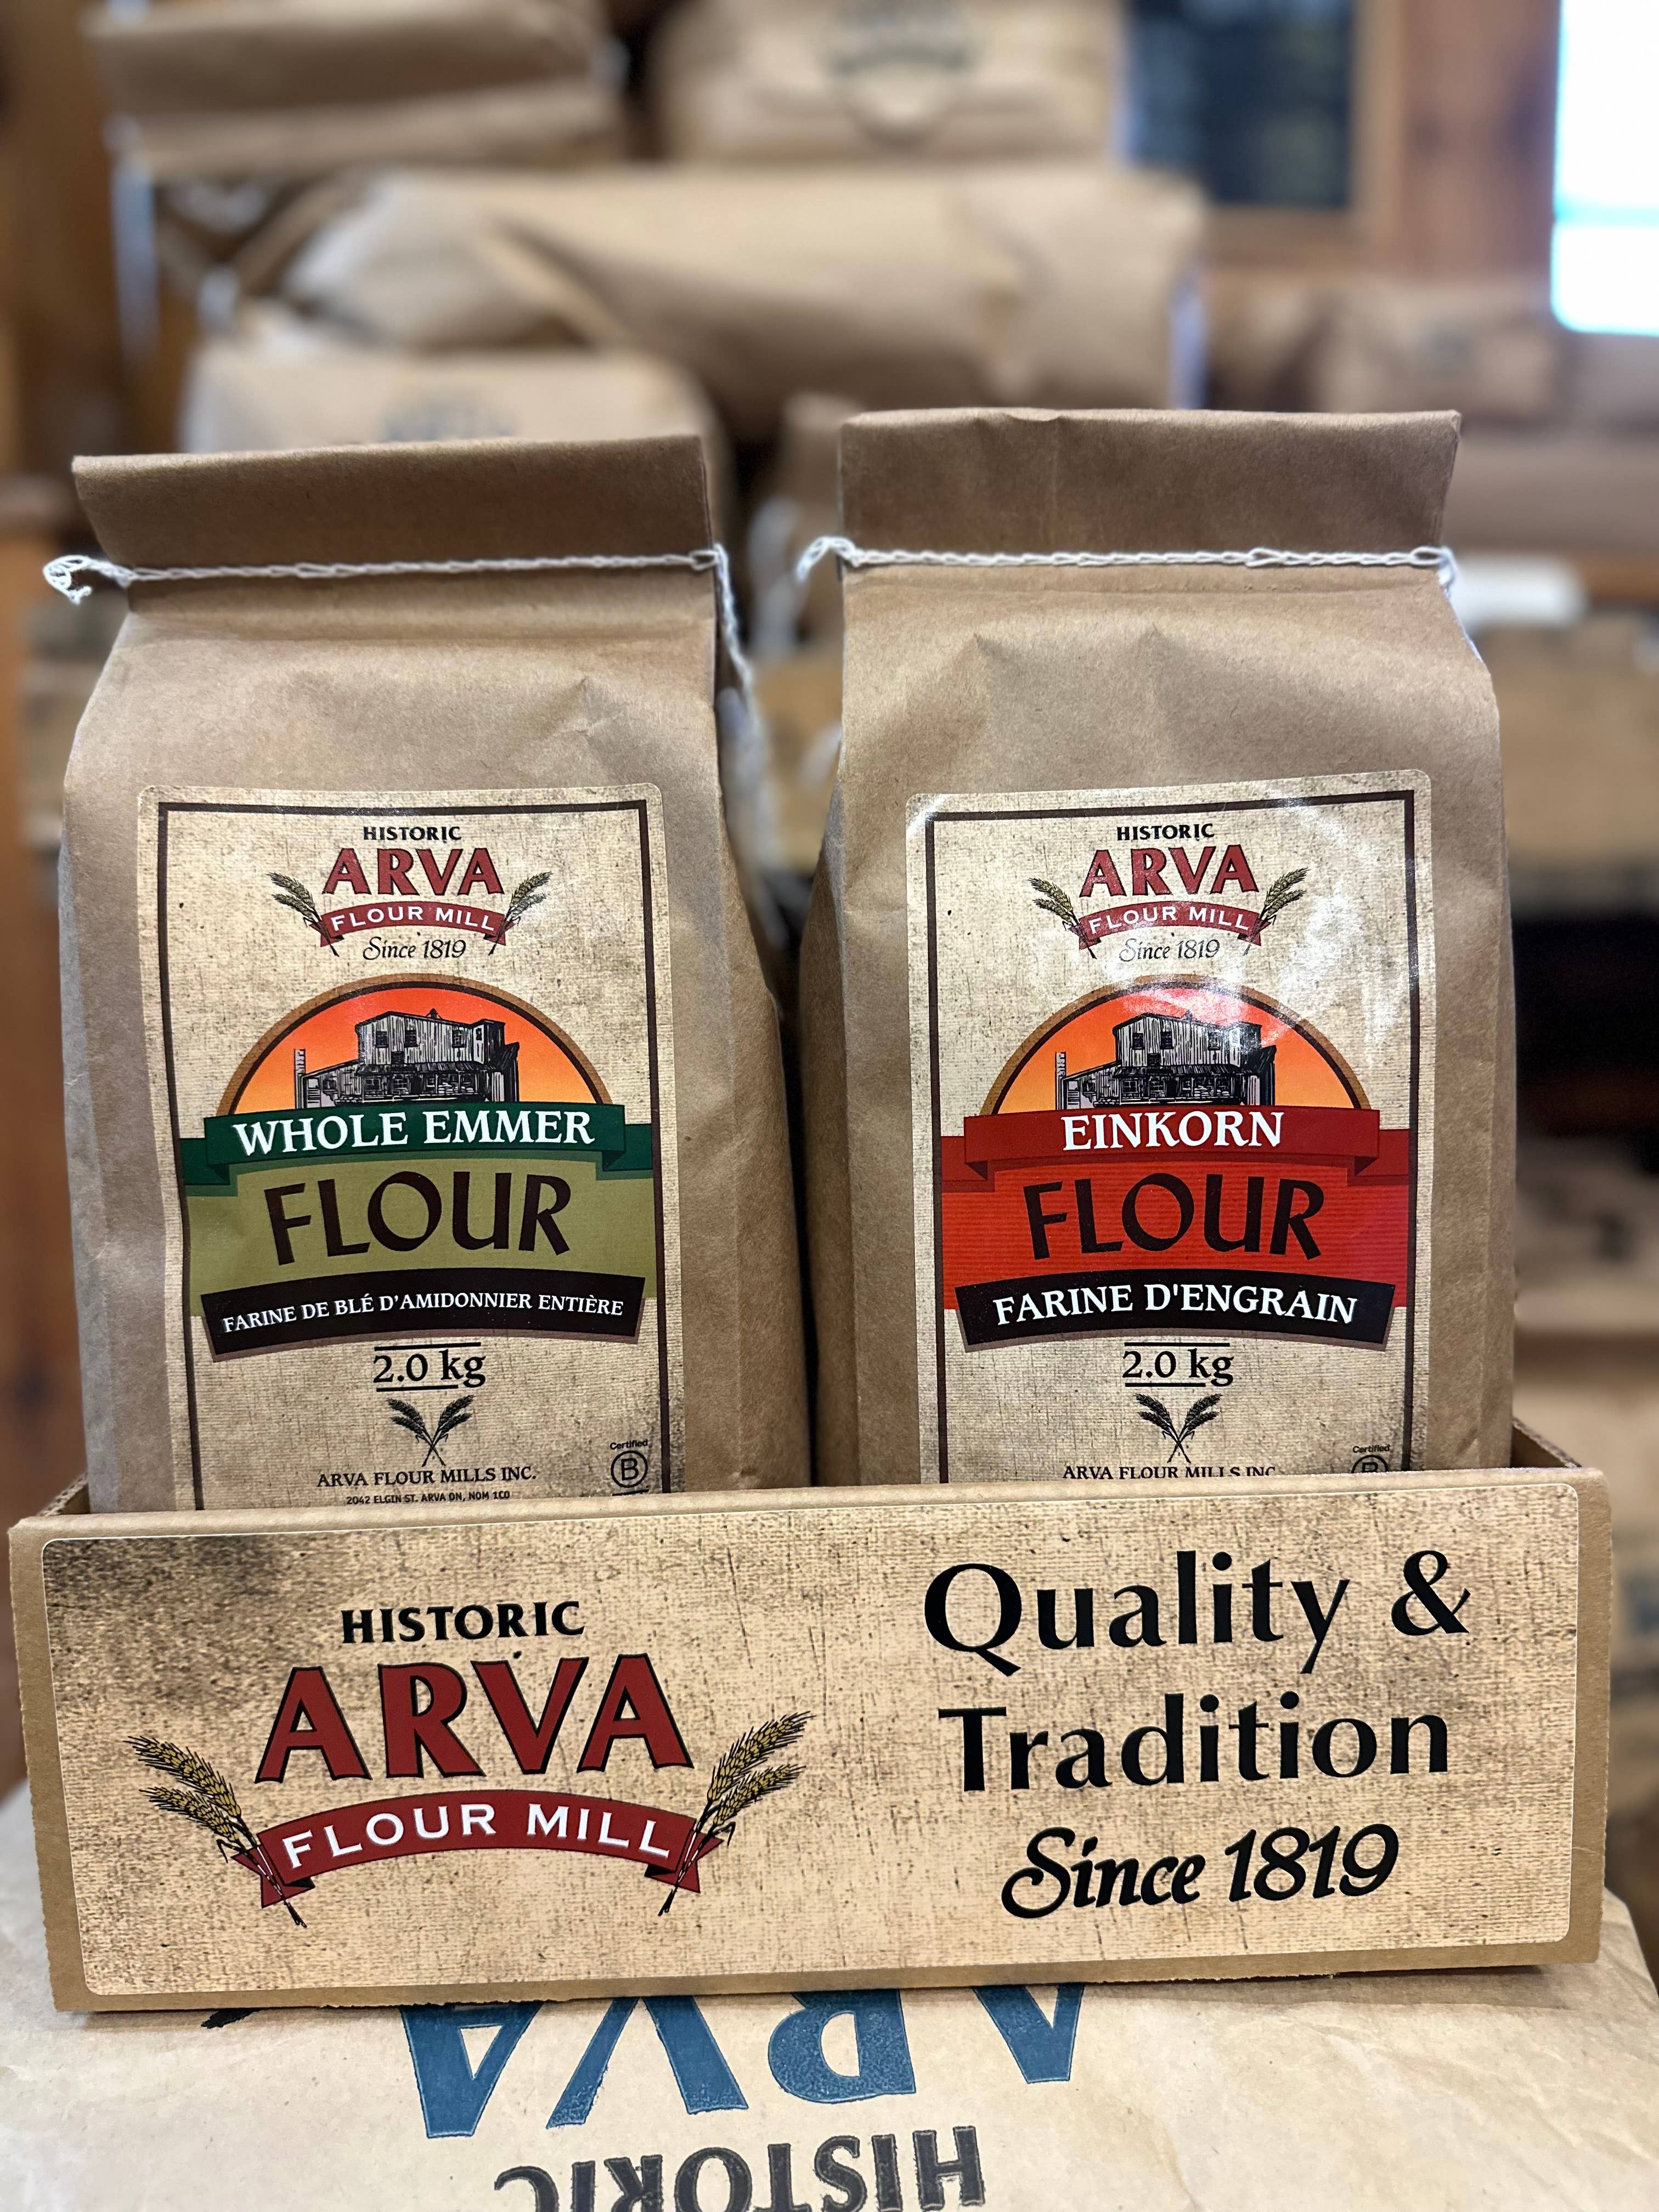 HISTORIC
ARVA
FLOUR MILL
Since 1819
WHOLE EMMER
FLOUR
FARINE DE BLÉ D'AMIDONNIER ENTIÈRE
2.0 kg
Certified
B
ARVA FLOUR MILLS INC.
2042 ELGIN ST. ARVA ON, N0M 1C0
HISTORIC
ARVA
FLOUR MILL
Since 1819
EINKORN
FLOUR
FARINE D'ENGRAIN
2.0 kg
Certified
B
ARVA FLOUR MILLS INC.
HISTORIC
ARVA
FLOUR MILL
Quality &
Tradition
Since 1819
ARVA
HISTORIC